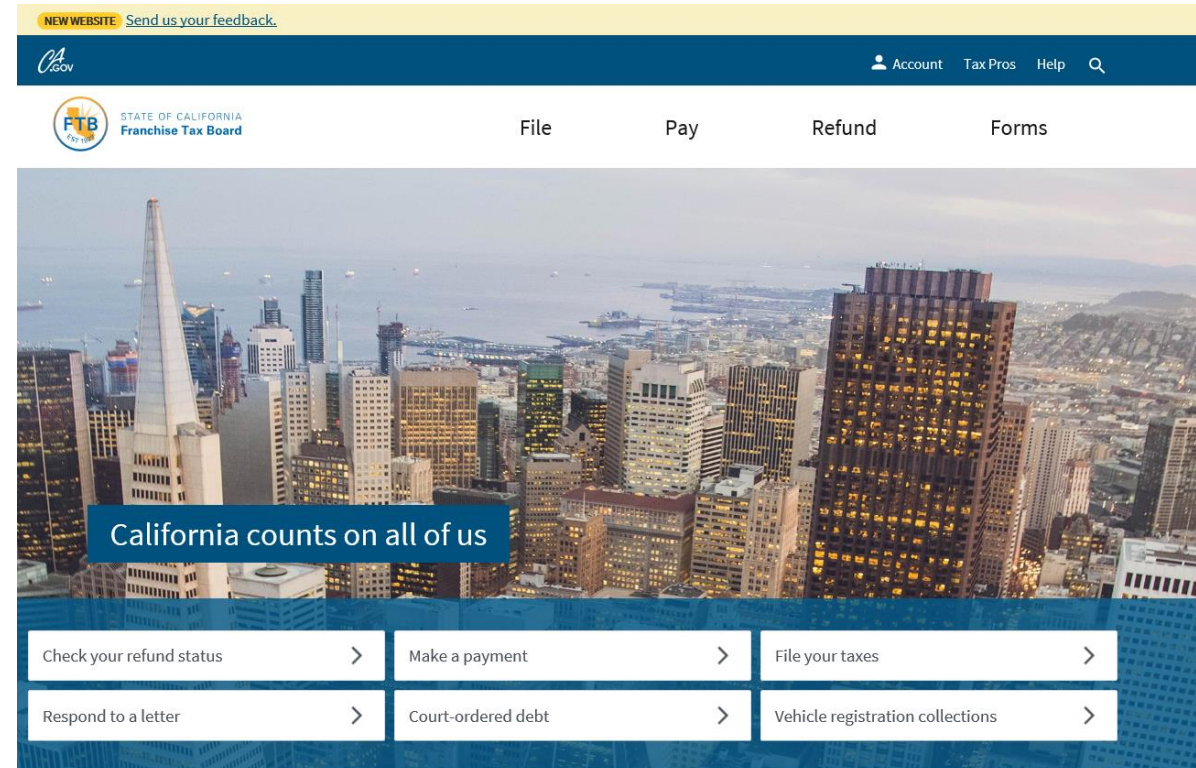 NEW WEBSITE Send us your feedback.
CA.GOV
Account Tax Pros Help
FTB
EST 19
STATE OF CALIFORNIA
Franchise Tax Board
File Pay Refund Forms
California counts on all of us
Check your refund status
Make a payment
File your taxes
Respond to a letter
Court-ordered debt
Vehicle registration collections